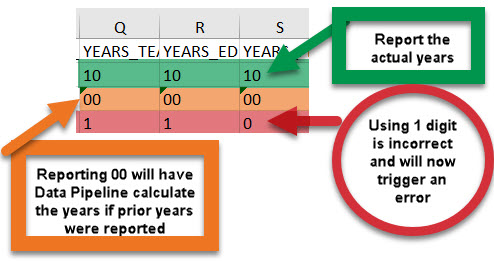 Q R S
YEARS_TEA YEARS_ED YEARS_
10 10 10
00 00 00
1 1 0
Report the
actual years
Using 1 digit
is incorrect
and will now
trigger an
error
Reporting 00 will have
Data Pipeline calculate
the years if prior years
were reported